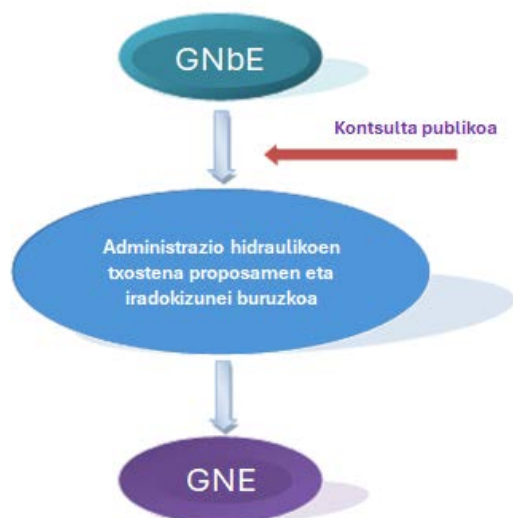 GNbE
Kontsulta publikoa
Administrazio hidraulikoen
txostena proposamen eta
iradokizunei buruzkoa
GNE